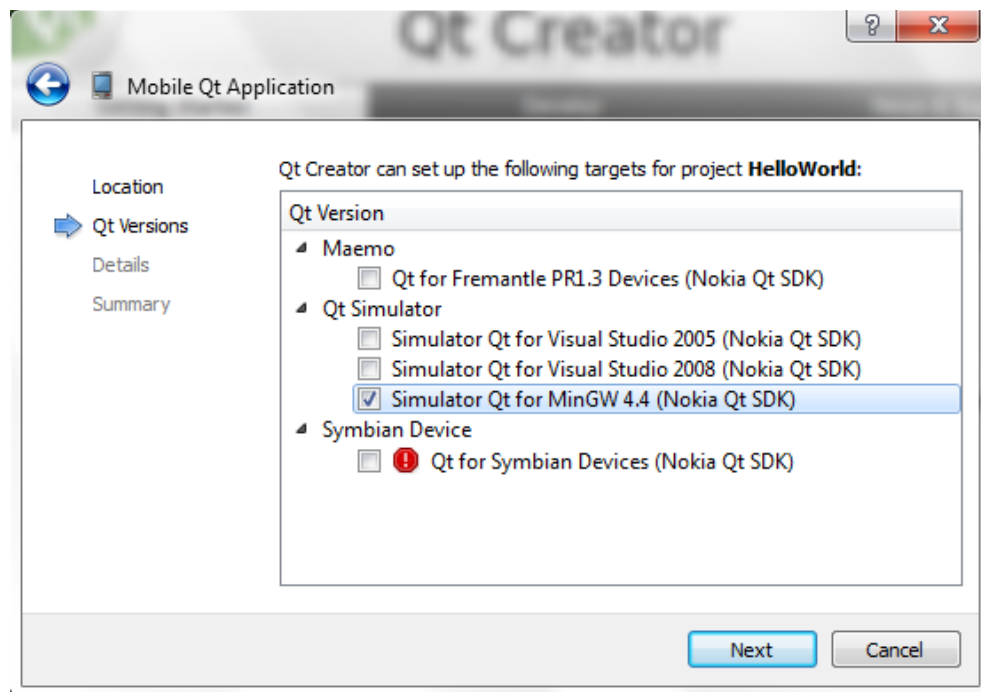 Qt Creator
Mobile Qt Application
Location
Qt Versions
Details
Summary
Qt Creator can set up the following targets for project HelloWorld:
Qt Version
Maemo
Qt for Fremantle PR1.3 Devices (Nokia Qt SDK)
Qt Simulator
Simulator Qt for Visual Studio 2005 (Nokia Qt SDK)
Simulator Qt for Visual Studio 2008 (Nokia Qt SDK)
Simulator Qt for MinGW 4.4 (Nokia Qt SDK)
Symbian Device
Qt for Symbian Devices (Nokia Qt SDK)
Next
Cancel